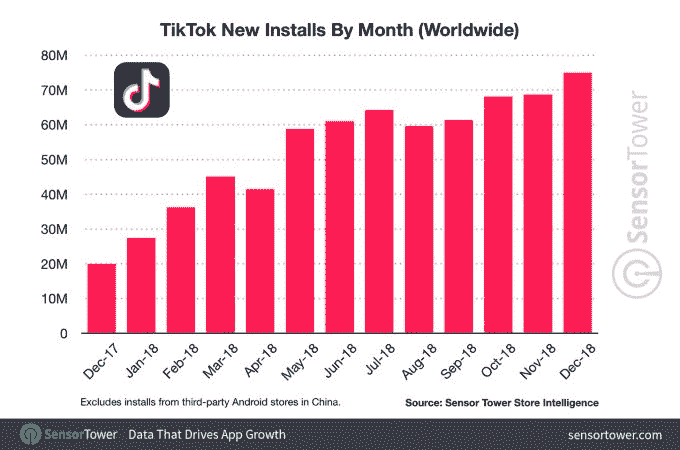 TikTok New Installs By Month (Worldwide)
80M
70M
60M
50M
40M
30M
20M
10M
0
Dec-17
Jan-18
Feb-18
Mar-18
Apr-18
May-18
Jun-18
Jul-18
Aug-18
Sep-18
Oct-18
Nov-18
Dec-18
SensorTower
Excludes installs from third-party Android stores in China.
Source: Sensor Tower Store Intelligence
SensorTower Data That Drives App Growth
sensortower.com